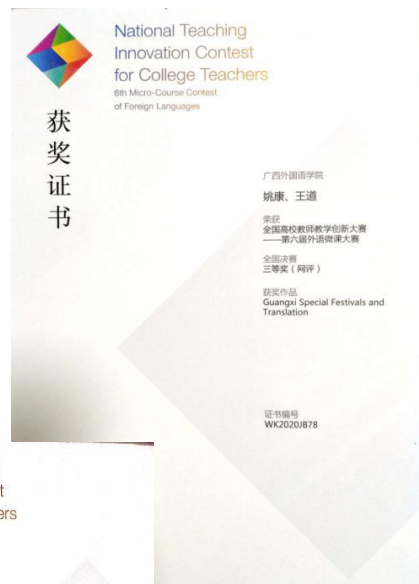 National Teaching
Innovation Contest
for College Teachers
6th Micro-Course Contest
of Foreign Languages
获奖证书
广西外国语学院
姚康、王道
荣获
全国高校教师教学创新大赛
——第六届外语微课大赛
全国决赛
三等奖（网评）
获奖作品
Guangxi Special Festivals and
Translation
证书编号
WK2020JB78
t
ers